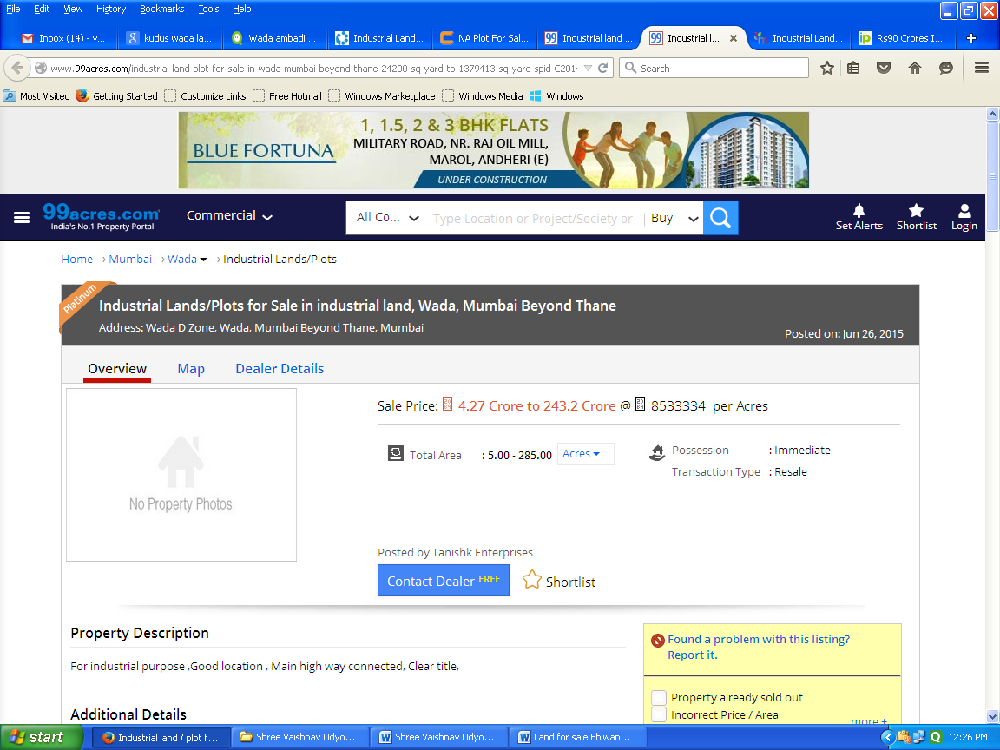 File Edit View History Bookmarks Tools Help
Inbox (14) - v... kudus wada la... Wada ambadi ... Industrial Land... NA Plot For Sal... Industrial land ... Industrial l... Industrial Land... Rs90 Crores I...
www.99acres.com/industrial-land-plot-for-sale-in-wada-mumbai-beyond-thane-24200-sq-yard-to-1379413-sq-yard-spid-C201 Search
Most Visited Getting Started Customize Links Free Hotmail Windows Marketplace Windows Media Windows
BLUE FORTUNA
1, 1.5, 2 & 3 BHK FLATS
MILITARY ROAD, NR. RAJ OIL MILL,
MAROL, ANDHERI (E)
UNDER CONSTRUCTION
99acres.com
India's No.1 Property Portal
Commercial All Co... Type Location or Project/Society or Buy Set Alerts Shortlist Login
Home › Mumbai › Wada › Industrial Lands/Plots
Platinum
Industrial Lands/Plots for Sale in industrial land, Wada, Mumbai Beyond Thane
Address: Wada D Zone, Wada, Mumbai Beyond Thane, Mumbai
Posted on: Jun 26, 2015
Overview Map Dealer Details
No Property Photos
Sale Price: 4.27 Crore to 243.2 Crore @ 8533334 per Acres
Total Area : 5.00 - 285.00 Acres
Possession : Immediate
Transaction Type : Resale
Posted by Tanishk Enterprises
Contact Dealer FREE Shortlist
Property Description
For industrial purpose ,Good location , Main high way connected, Clear title,
Additional Details
Found a problem with this listing?
Report it.
Property already sold out
Incorrect Price / Area
more +
start Industrial land / plot f... Shree Vaishnav Udyo... Shree Vaishnav Udyo... Land for sale Bhiwan... 12:26 PM